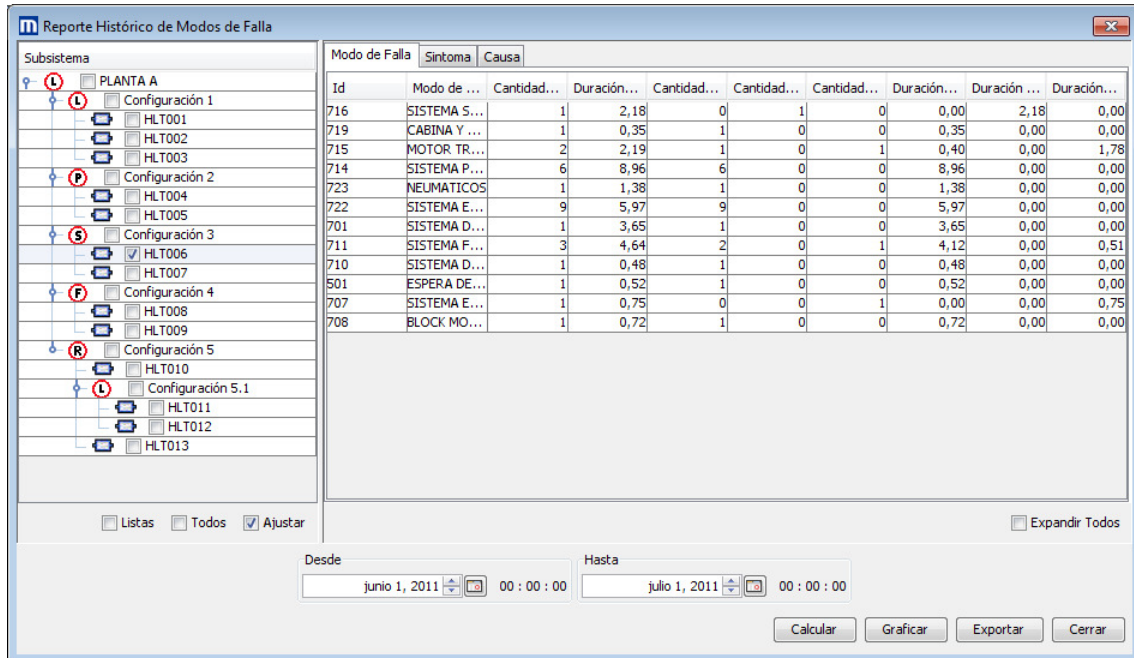 m Reporte Histórico de Modos de Falla
Subsistema
L PLANTA A
L Configuración 1
HLT001
HLT002
HLT003
P Configuración 2
HLT004
HLT005
S Configuración 3
HLT006
HLT007
F Configuración 4
HLT008
HLT009
R Configuración 5
HLT010
L Configuración 5.1
HLT011
HLT012
HLT013
Listas Todos Ajustar
Modo de Falla Sintoma Causa
Id Modo de ... Cantidad... Duración... Cantidad... Cantidad... Cantidad... Duración... Duración ... Duración...
716 SISTEMA S... 1 2,18 0 1 0 0,00 2,18 0,00
719 CABINA Y ... 1 0,35 1 0 0 0,35 0,00 0,00
715 MOTOR TR... 2 2,19 1 0 1 0,40 0,00 1,78
714 SISTEMA P... 6 8,96 6 0 0 8,96 0,00 0,00
723 NEUMATICOS 1 1,38 1 0 0 1,38 0,00 0,00
722 SISTEMA E... 9 5,97 9 0 0 5,97 0,00 0,00
701 SISTEMA D... 1 3,65 1 0 0 3,65 0,00 0,00
711 SISTEMA F... 3 4,64 2 0 1 4,12 0,00 0,51
710 SISTEMA D... 1 0,48 1 0 0 0,48 0,00 0,00
501 ESPERA DE... 1 0,52 1 0 0 0,52 0,00 0,00
707 SISTEMA E... 1 0,75 0 0 1 0,00 0,00 0,75
708 BLOCK MO... 1 0,72 1 0 0 0,72 0,00 0,00
Expandir Todos
Desde Hasta
junio 1, 2011 00 : 00 : 00 julio 1, 2011 00 : 00 : 00
Calcular Graficar Exportar Cerrar